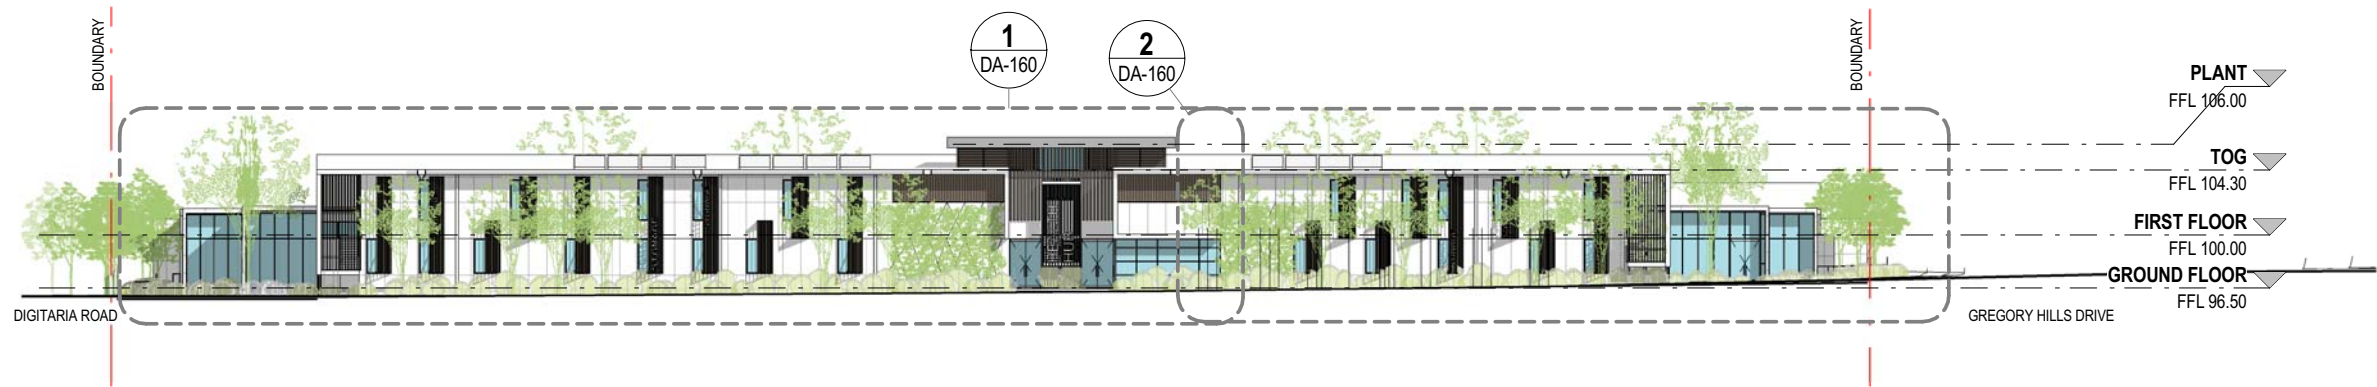 BOUNDARY
1
DA-160
2
DA-160
BOUNDARY
PLANT
FFL 106.00
TOG
FFL 104.30
FIRST FLOOR
FFL 100.00
GROUND FLOOR
FFL 96.50
DIGITARIA ROAD
GREGORY HILLS DRIVE